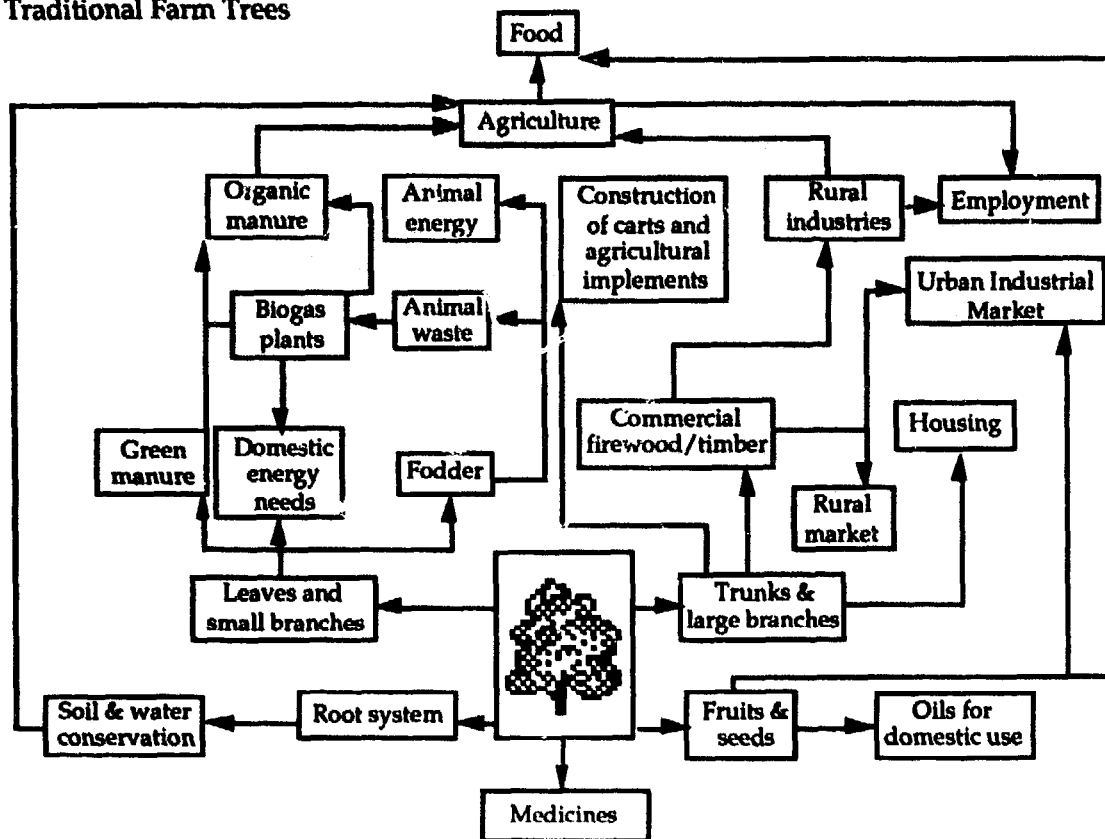 Traditional Farm Trees
Food
Agriculture
Organic
manure
Animal
energy
Construction
of carts and
agricultural
implements
Rural
industries
Employment
Biogas
plants
Animal
waste
Urban Industrial
Market
Green
manure
Domestic
energy
needs
Fodder
Commercial
firewood/timber
Housing
Rural
market
Leaves and
small branches
Trunks &
large branches
Soil & water
conservation
Root system
Fruits &
seeds
Oils for
domestic use
Medicines